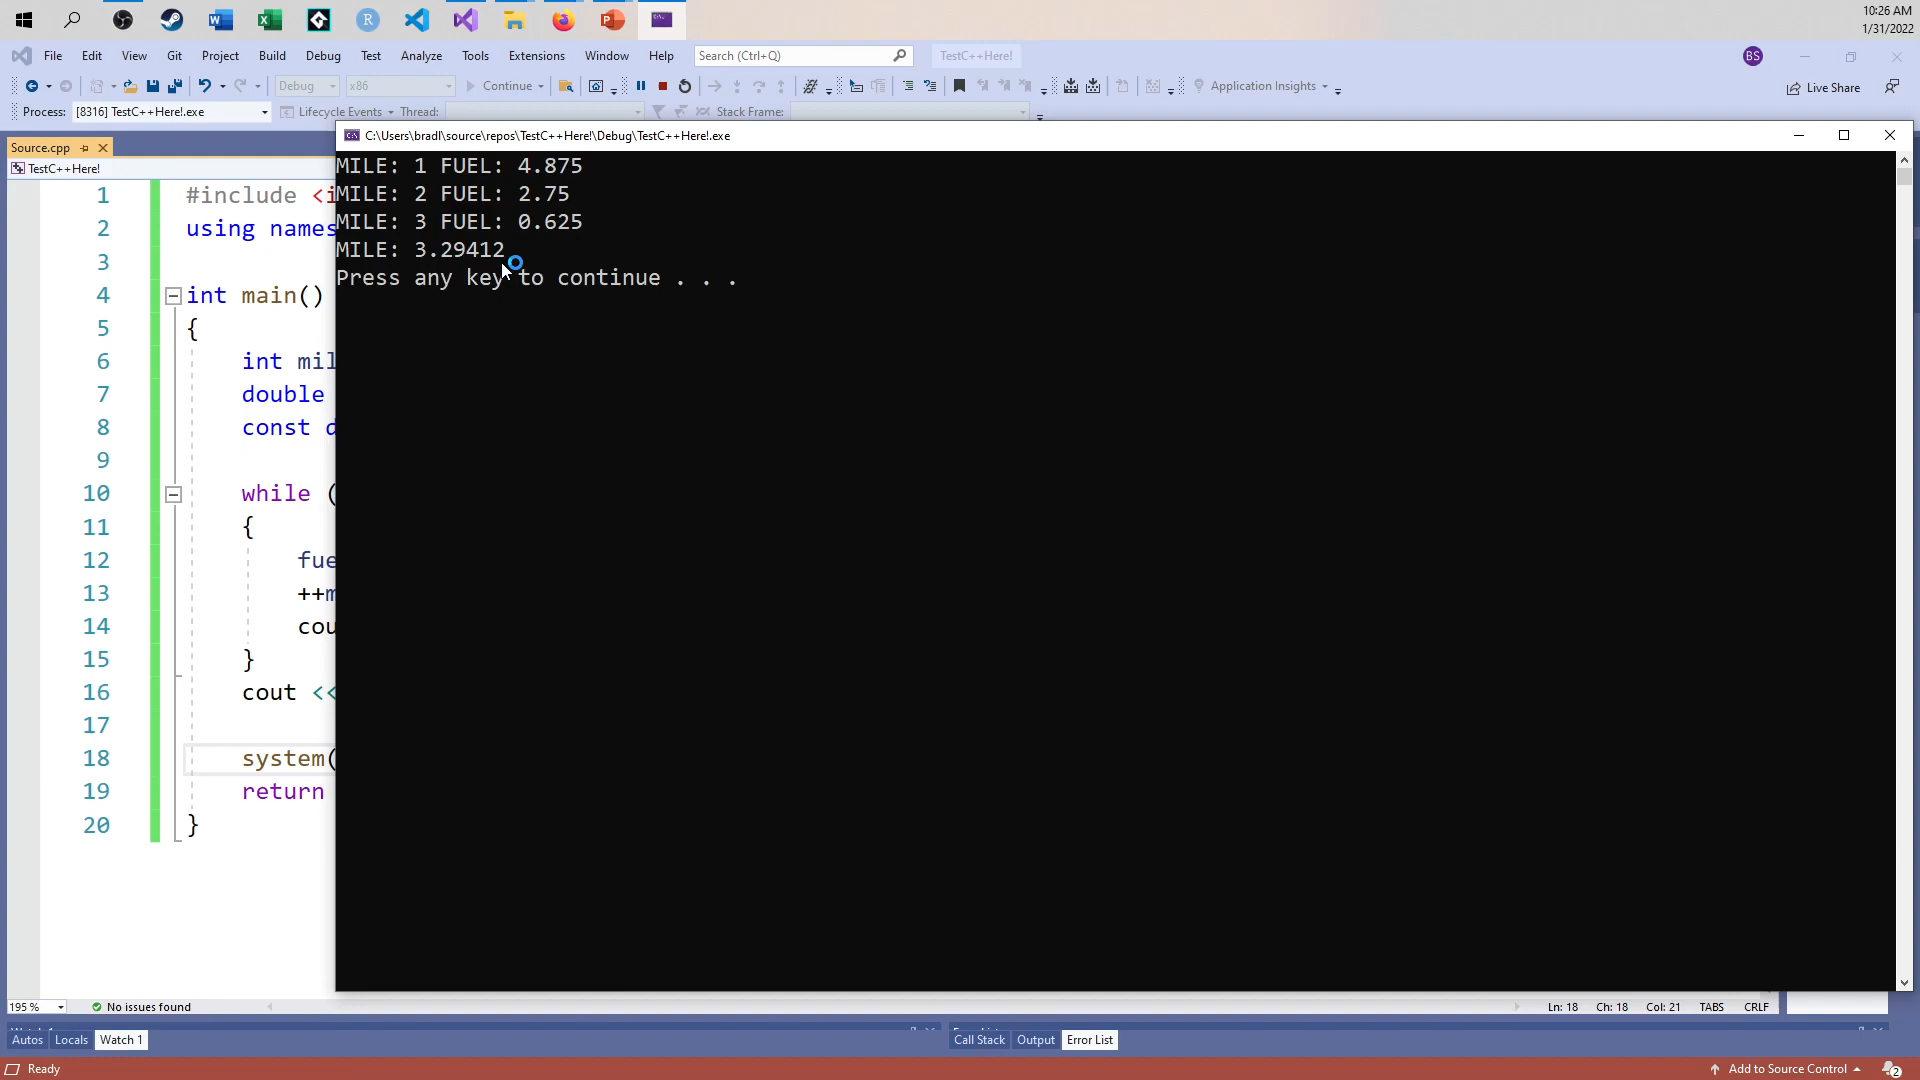 10:26 AM
1/31/2022
File Edit View Git Project Build Debug Test Analyze Tools Extensions Window Help Search (Ctrl+Q) TestC++Here! BS
Debug x86 Continue Application Insights Live Share
Process: [8316] TestC++Here!.exe Lifecycle Events Thread: Stack Frame:
C:\Users\bradl\source\repos\TestC++Here!\Debug\TestC++Here!.exe
Source.cpp
TestC++Here!
MILE: 1 FUEL: 4.875
MILE: 2 FUEL: 2.75
MILE: 3 FUEL: 0.625
MILE: 3.29412
Press any key to continue . . .
1 #include <i
2 using names
3
4 int main()
5 {
6 int mil
7 double
8 const d
9
10 while (
11 {
12 fue
13 ++m
14 cou
15 }
16 cout <<
17
18 system(
19 return
20 }
195 % No issues found Ln: 18 Ch: 18 Col: 21 TABS CRLF
Autos Locals Watch 1 Call Stack Output Error List
Ready Add to Source Control 2